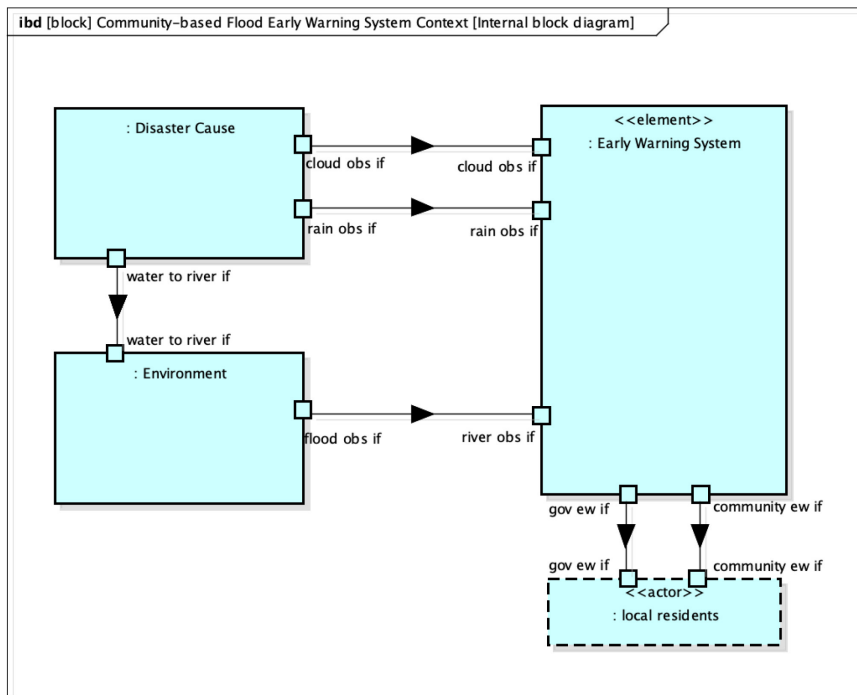 ibd [block] Community-based Flood Early Warning System Context [Internal block diagram]
: Disaster Cause
<<element>>
: Early Warning System
cloud obs if
cloud obs if
rain obs if
rain obs if
water to river if
water to river if
: Environment
flood obs if
river obs if
gov ew if
community ew if
gov ew if
community ew if
<<actor>>
: local residents